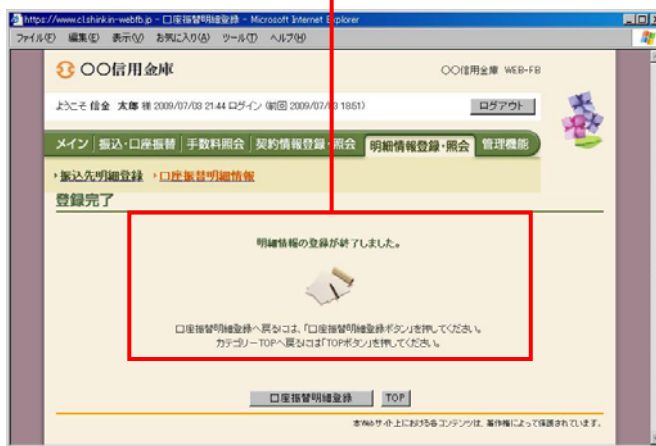 https://www.cl.shinkin-webfb.jp - 口座振替明細登録 - Microsoft Internet Explorer
ファイル(F) 編集(E) 表示(V) お気に入り(A) ツール(T) ヘルプ(H)
〇〇信用金庫
〇〇信用金庫 WEB-FB
ようこそ 信金 太郎 様 2009/07/03 21:44 ログイン (前回 2009/07/03 18:51)
ログアウト
メイン 振込・口座振替 手数料照会 契約情報登録・照会 明細情報登録・照会 管理機能
振込先明細登録 口座振替明細情報
登録完了
明細情報の登録が終了しました。
口座振替明細登録へ戻るには、「口座振替明細登録ボタン」を押してください。
カテゴリーTOPへ戻るには「TOPボタン」を押してください。
口座振替明細登録 TOP
本Webサイト上における各コンテンツは、著作権によって保護されています。